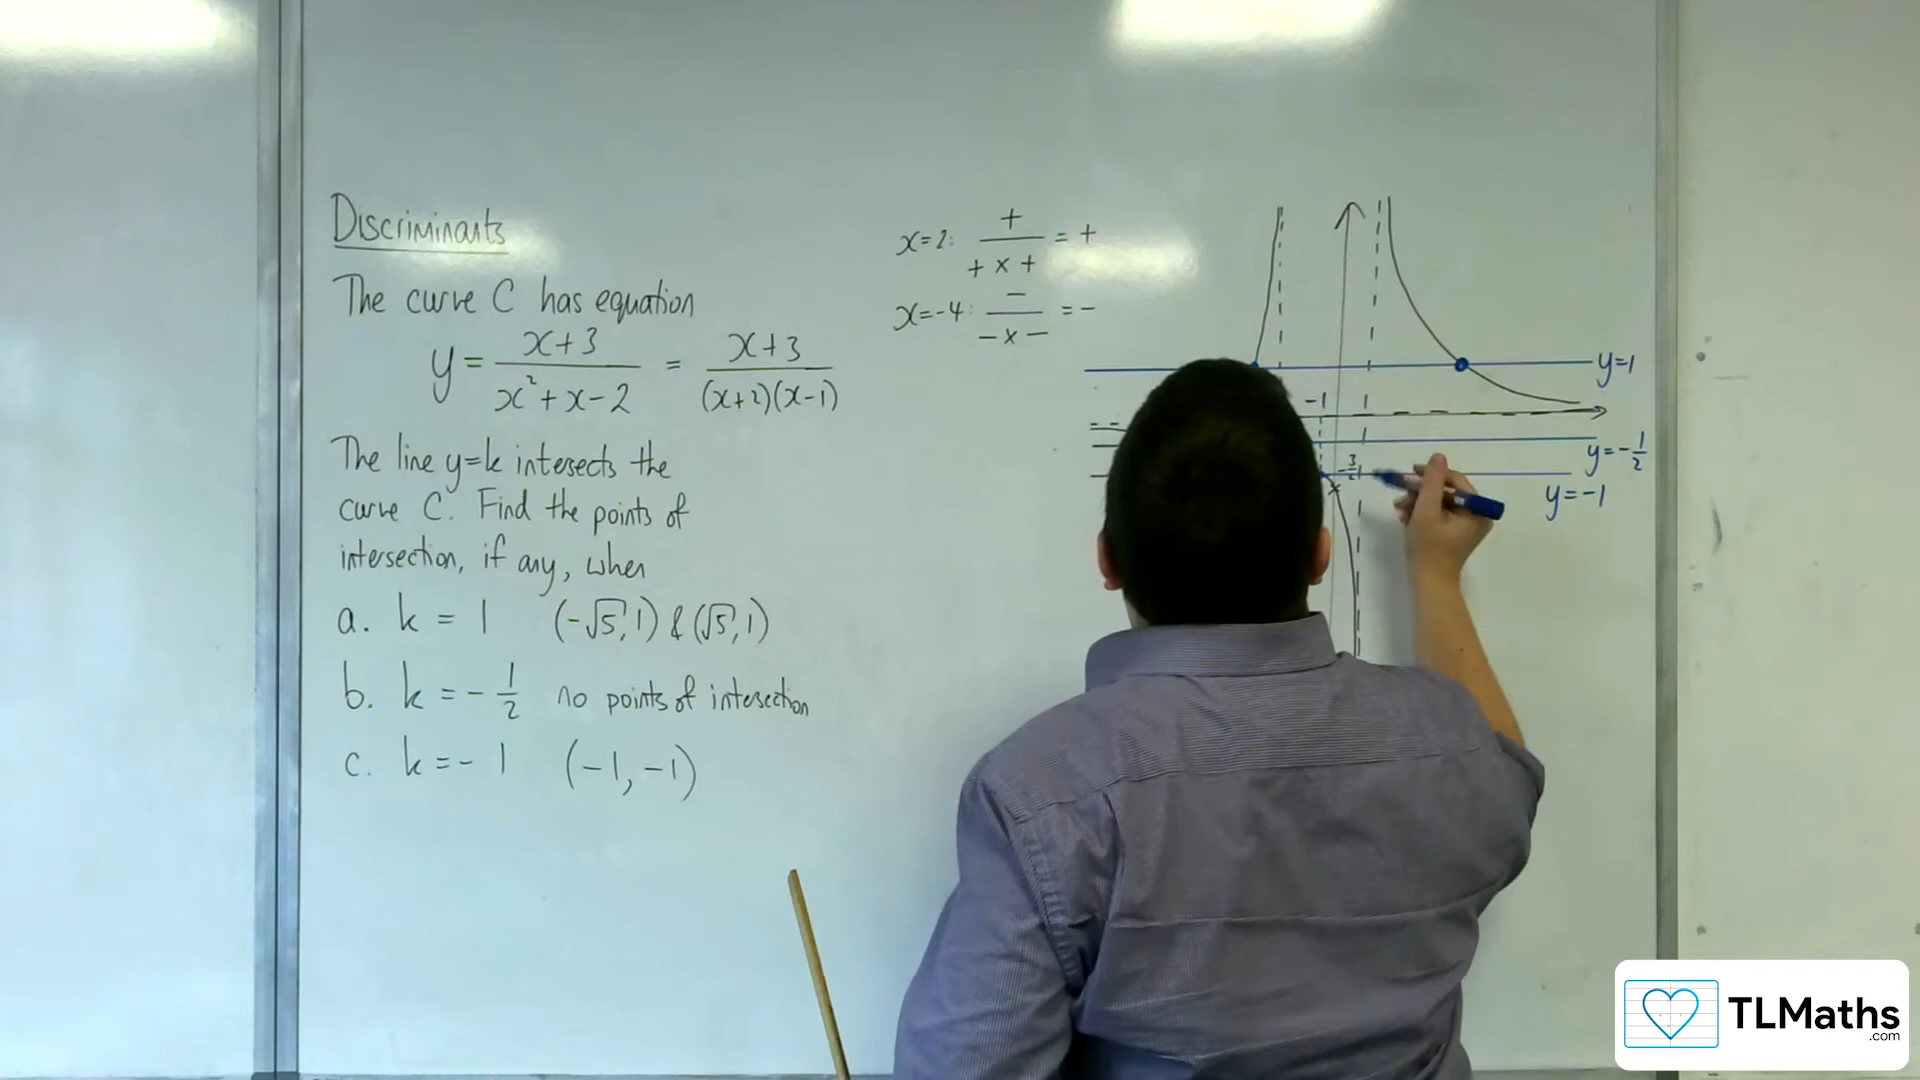 Discriminants
The curve C has equation
y = x+3 / x²+x-2 = x+3 / (x+2)(x-1)
The line y=k intersects the
curve C. Find the points of
intersection, if any, when
a. k = 1 (-√5, 1) & (√5, 1)
b. k = -1/2 no points of intersection
c. k = -1 (-1, -1)
x=2: + / + x + = +
x=-4: - / - x - = -
y=1
-1
1
y=-1/2
-3/2
y=-1
TLMaths
.com